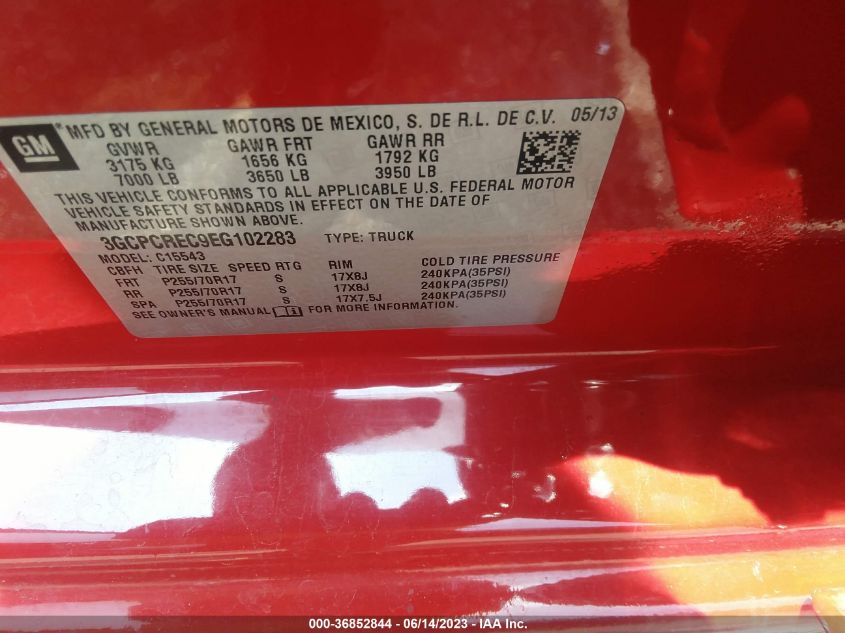 GM ® MFD BY GENERAL MOTORS DE MEXICO, S. DE R.L. DE C.V. 05/13
GVWR GAWR FRT GAWR RR
3175 KG 1656 KG 1792 KG
7000 LB 3650 LB 3950 LB
THIS VEHICLE CONFORMS TO ALL APPLICABLE U.S. FEDERAL MOTOR
VEHICLE SAFETY STANDARDS IN EFFECT ON THE DATE OF
MANUFACTURE SHOWN ABOVE.
3GCPCREC9EG102283 TYPE: TRUCK
MODEL: C15543
CBFH TIRE SIZE SPEED RTG RIM COLD TIRE PRESSURE
FRT P255/70R17 S 17X8J 240KPA(35PSI)
RR P255/70R17 S 17X8J 240KPA(35PSI)
SPA P255/70R17 S 17X7.5J 240KPA(35PSI)
SEE OWNER'S MANUAL FOR MORE INFORMATION.
000-36852844 - 06/14/2023 - IAA Inc.